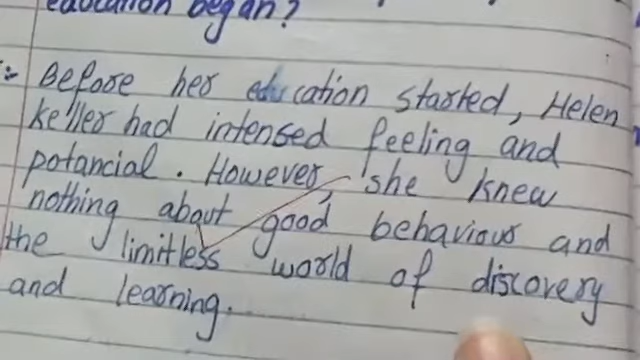 education began?
:- Before her education started, Helen
Keller had intensed feeling and
potancial. However, she knew
nothing about good behaviour and
the limitless world of discovery
and learning.